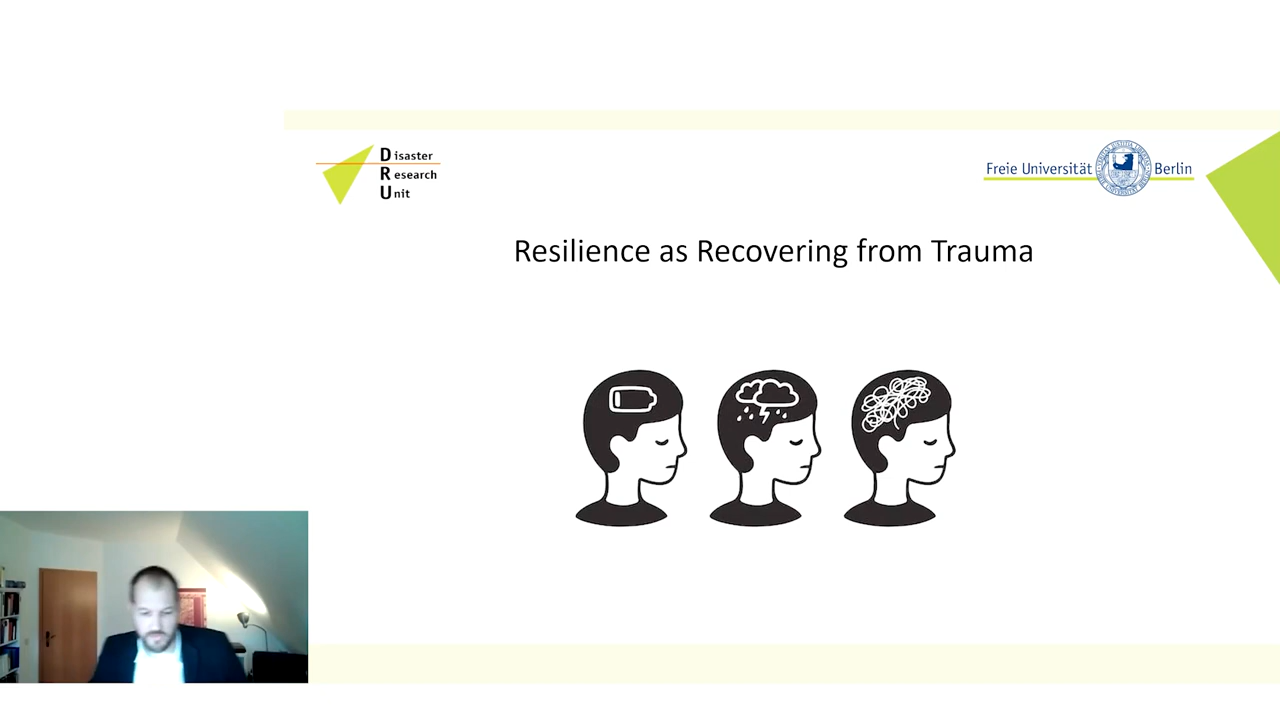 Disaster
Research
Unit
Freie Universität Berlin
Resilience as Recovering from Trauma